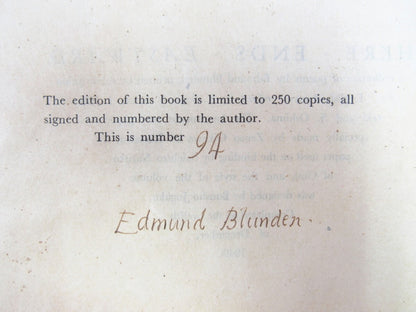 The edition of this book is limited to 250 copies, all
signed and numbered by the author.
This is number 94
Edmund Blunden.